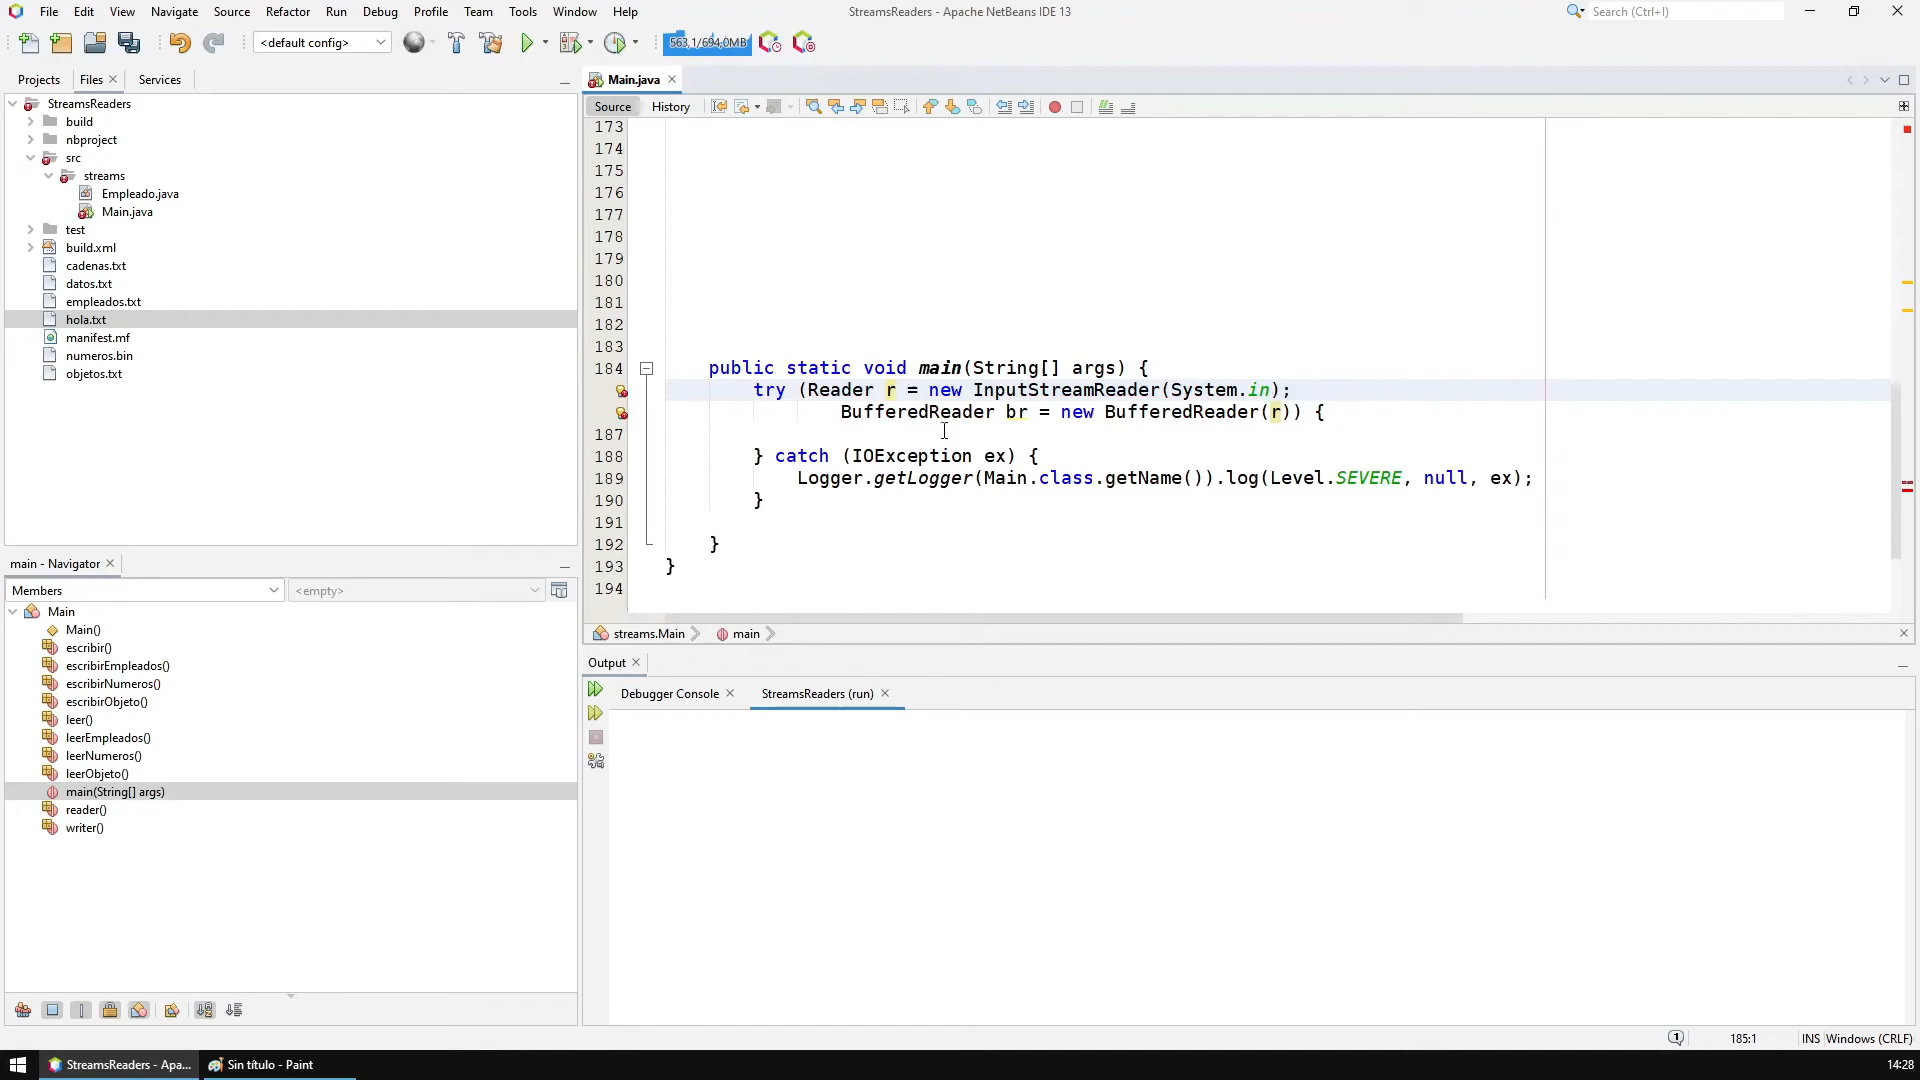 File Edit View Navigate Source Refactor Run Debug Profile Team Tools Window Help
StreamsReaders - Apache NetBeans IDE 13
Search (Ctrl+I)
<default config>
563,1/694,0MB
Projects Files Services
StreamsReaders
build
nbproject
src
streams
Empleado.java
Main.java
test
build.xml
cadenas.txt
datos.txt
empleados.txt
hola.txt
manifest.mf
numeros.bin
objetos.txt
main - Navigator
Members <empty>
Main
Main()
escribir()
escribirEmpleados()
escribirNumeros()
escribirObjeto()
leer()
leerEmpleados()
leerNumeros()
leerObjeto()
main(String[] args)
reader()
writer()
Main.java
Source History
173
174
175
176
177
178
179
180
181
182
183
184 public static void main(String[] args) {
try (Reader r = new InputStreamReader(System.in);
BufferedReader br = new BufferedReader(r)) {
187
188 } catch (IOException ex) {
189 Logger.getLogger(Main.class.getName()).log(Level.SEVERE, null, ex);
190 }
191
192 }
193 }
194
streams.Main main
Output
Debugger Console StreamsReaders (run)
1 185:1 INS Windows (CRLF)
StreamsReaders - Apa... Sin título - Paint 14:28